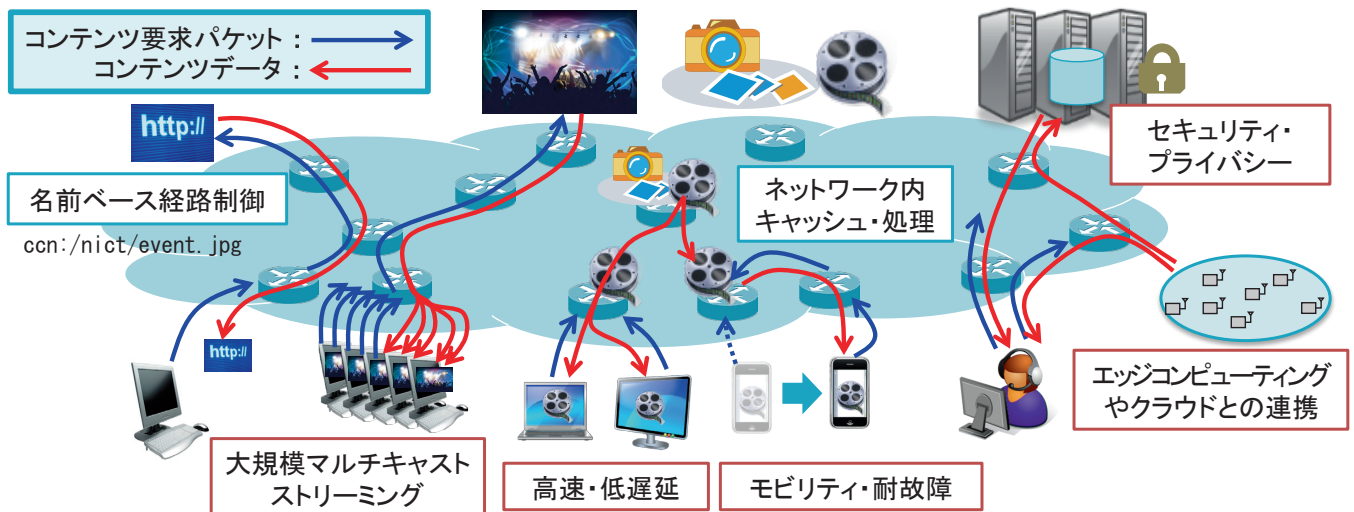 コンテンツ要求パケット：
コンテンツデータ：
http://
セキュリティ・
プライバシー
名前ベース経路制御
ネットワーク内
キャッシュ・処理
ccn:/nict/event.jpg
http://
エッジコンピューティング
やクラウドとの連携
大規模マルチキャスト
ストリーミング
高速・低遅延
モビリティ・耐故障